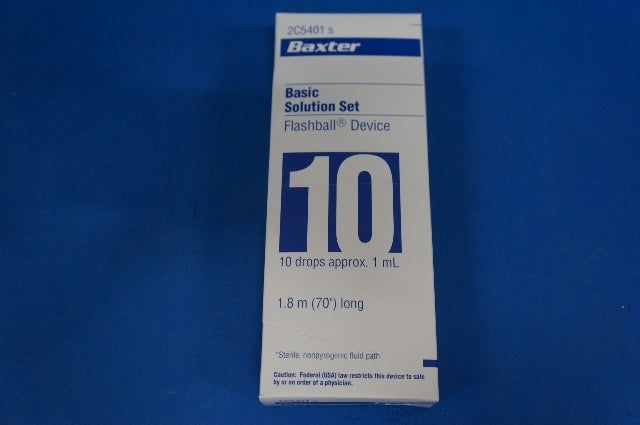 2C5401 s
Baxter
Basic
Solution Set
Flashball® Device
10
10 drops approx. 1 mL
1.8 m (70") long
*Sterile, nonpyrogenic fluid path
Caution: Federal (USA) law restricts this device to sale
by or on order of a physician.
2C5401 s